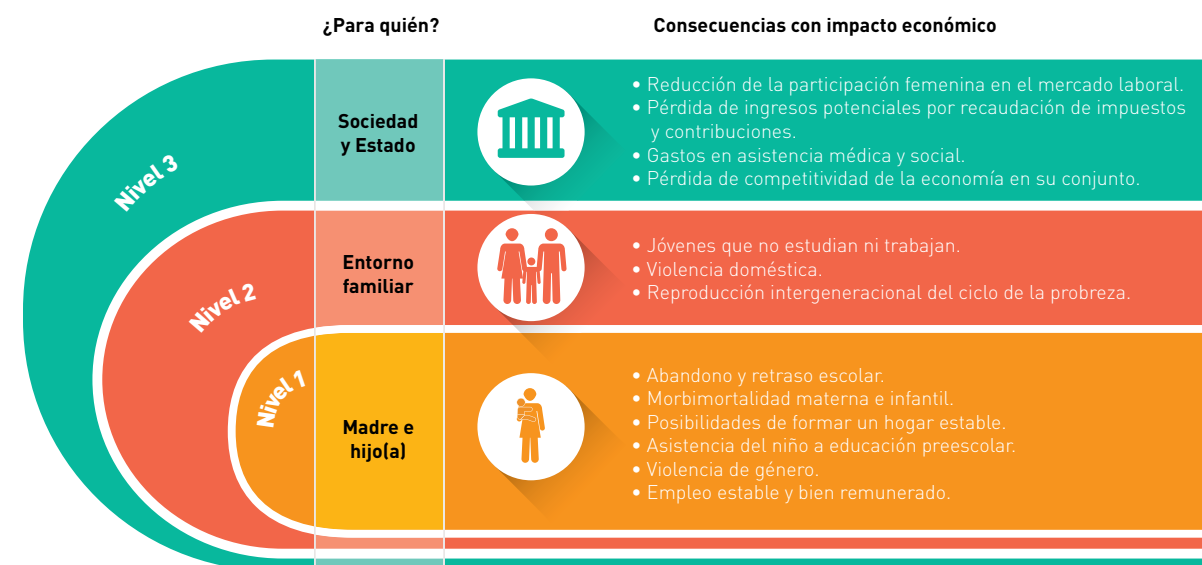 ¿Para quién?
Consecuencias con impacto económico
Nivel 3
Sociedad
y Estado
• Reducción de la participación femenina en el mercado laboral.
• Pérdida de ingresos potenciales por recaudación de impuestos
y contribuciones.
• Gastos en asistencia médica y social.
• Pérdida de competitividad de la economía en su conjunto.
Nivel 2
Entorno
familiar
• Jóvenes que no estudian ni trabajan.
• Violencia doméstica.
• Reproducción intergeneracional del ciclo de la probreza.
Nivel 1
Madre e
hijo(a)
• Abandono y retraso escolar.
• Morbimortalidad materna e infantil.
• Posibilidades de formar un hogar estable.
• Asistencia del niño a educación preescolar.
• Violencia de género.
• Empleo estable y bien remunerado.